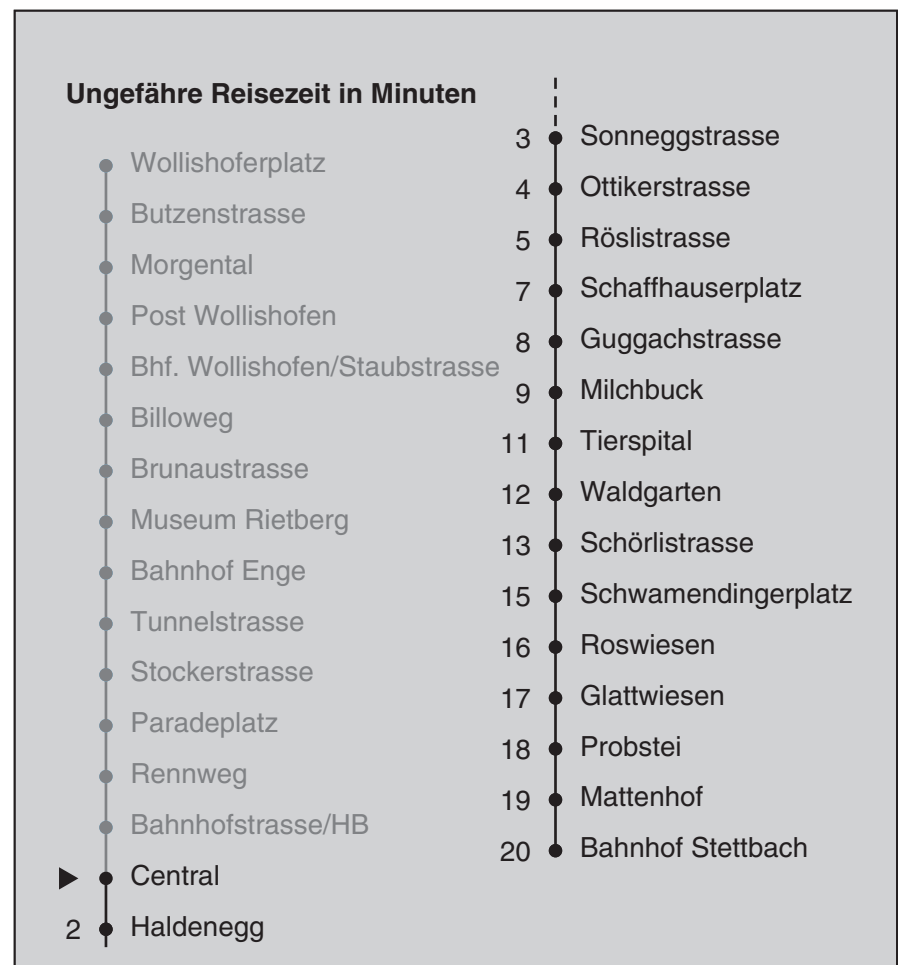 Ungefähre Reisezeit in Minuten
Wollishoferplatz
Butzenstrasse
Morgental
Post Wollishofen
Bhf. Wollishofen/Staubstrasse
Billoweg
Brunaustrasse
Museum Rietberg
Bahnhof Enge
Tunnelstrasse
Stockerstrasse
Paradeplatz
Rennweg
Bahnhofstrasse/HB
Central
2 Haldenegg
3 Sonneggstrasse
4 Ottikerstrasse
5 Röslistrasse
7 Schaffhauserplatz
8 Guggachstrasse
9 Milchbuck
11 Tierspital
12 Waldgarten
13 Schörlistrasse
15 Schwamendingerplatz
16 Roswiesen
17 Glattwiesen
18 Probstei
19 Mattenhof
20 Bahnhof Stettbach